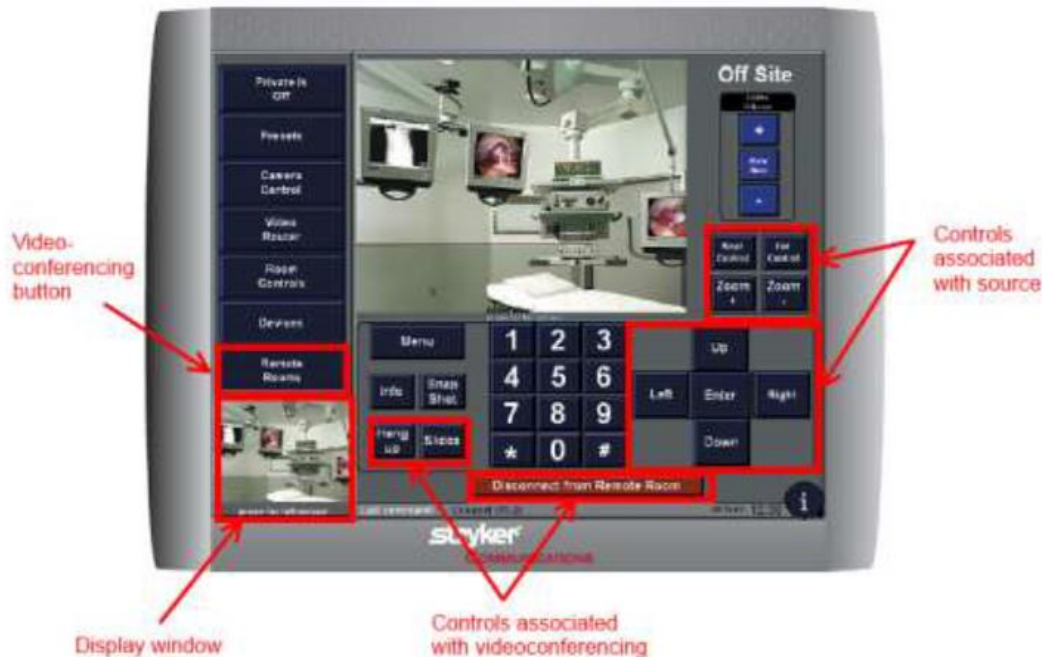 Private is
Off
Presets
Camera
Control
Video
Router
Room
Controls
Devices
Remote
Rooms
Off Site
Near
Control
Far
Control
Zoom
+
Zoom
-
Menu
Info
Snap
Shot
Hang
up
Slides
1 2 3
4 5 6
7 8 9
* 0 #
Up
Left
Enter
Right
Down
Disconnect from Remote Room
stryker
COMMUNICATIONS
Video-
conferencing
button
Display window
Controls associated
with videoconferencing
Controls
associated
with source